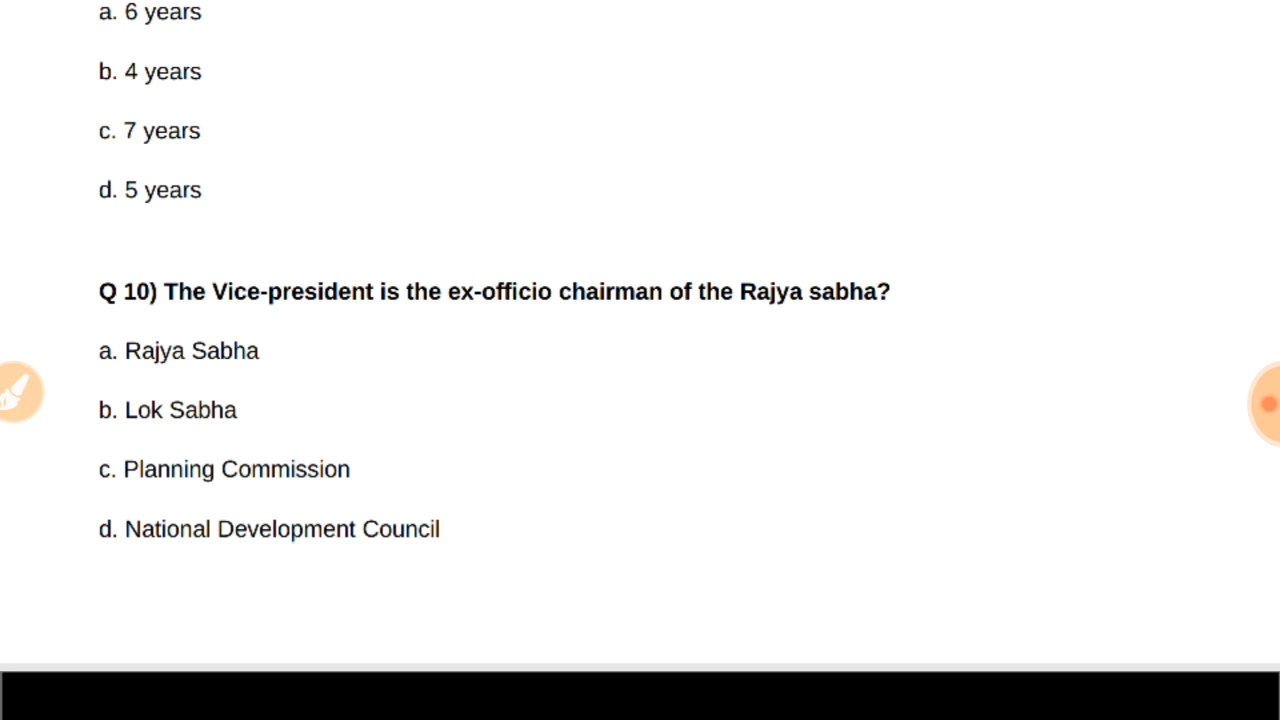 a. 6 years
b. 4 years
c. 7 years
d. 5 years
Q 10) The Vice-president is the ex-officio chairman of the Rajya sabha?
a. Rajya Sabha
b. Lok Sabha
c. Planning Commission
d. National Development Council